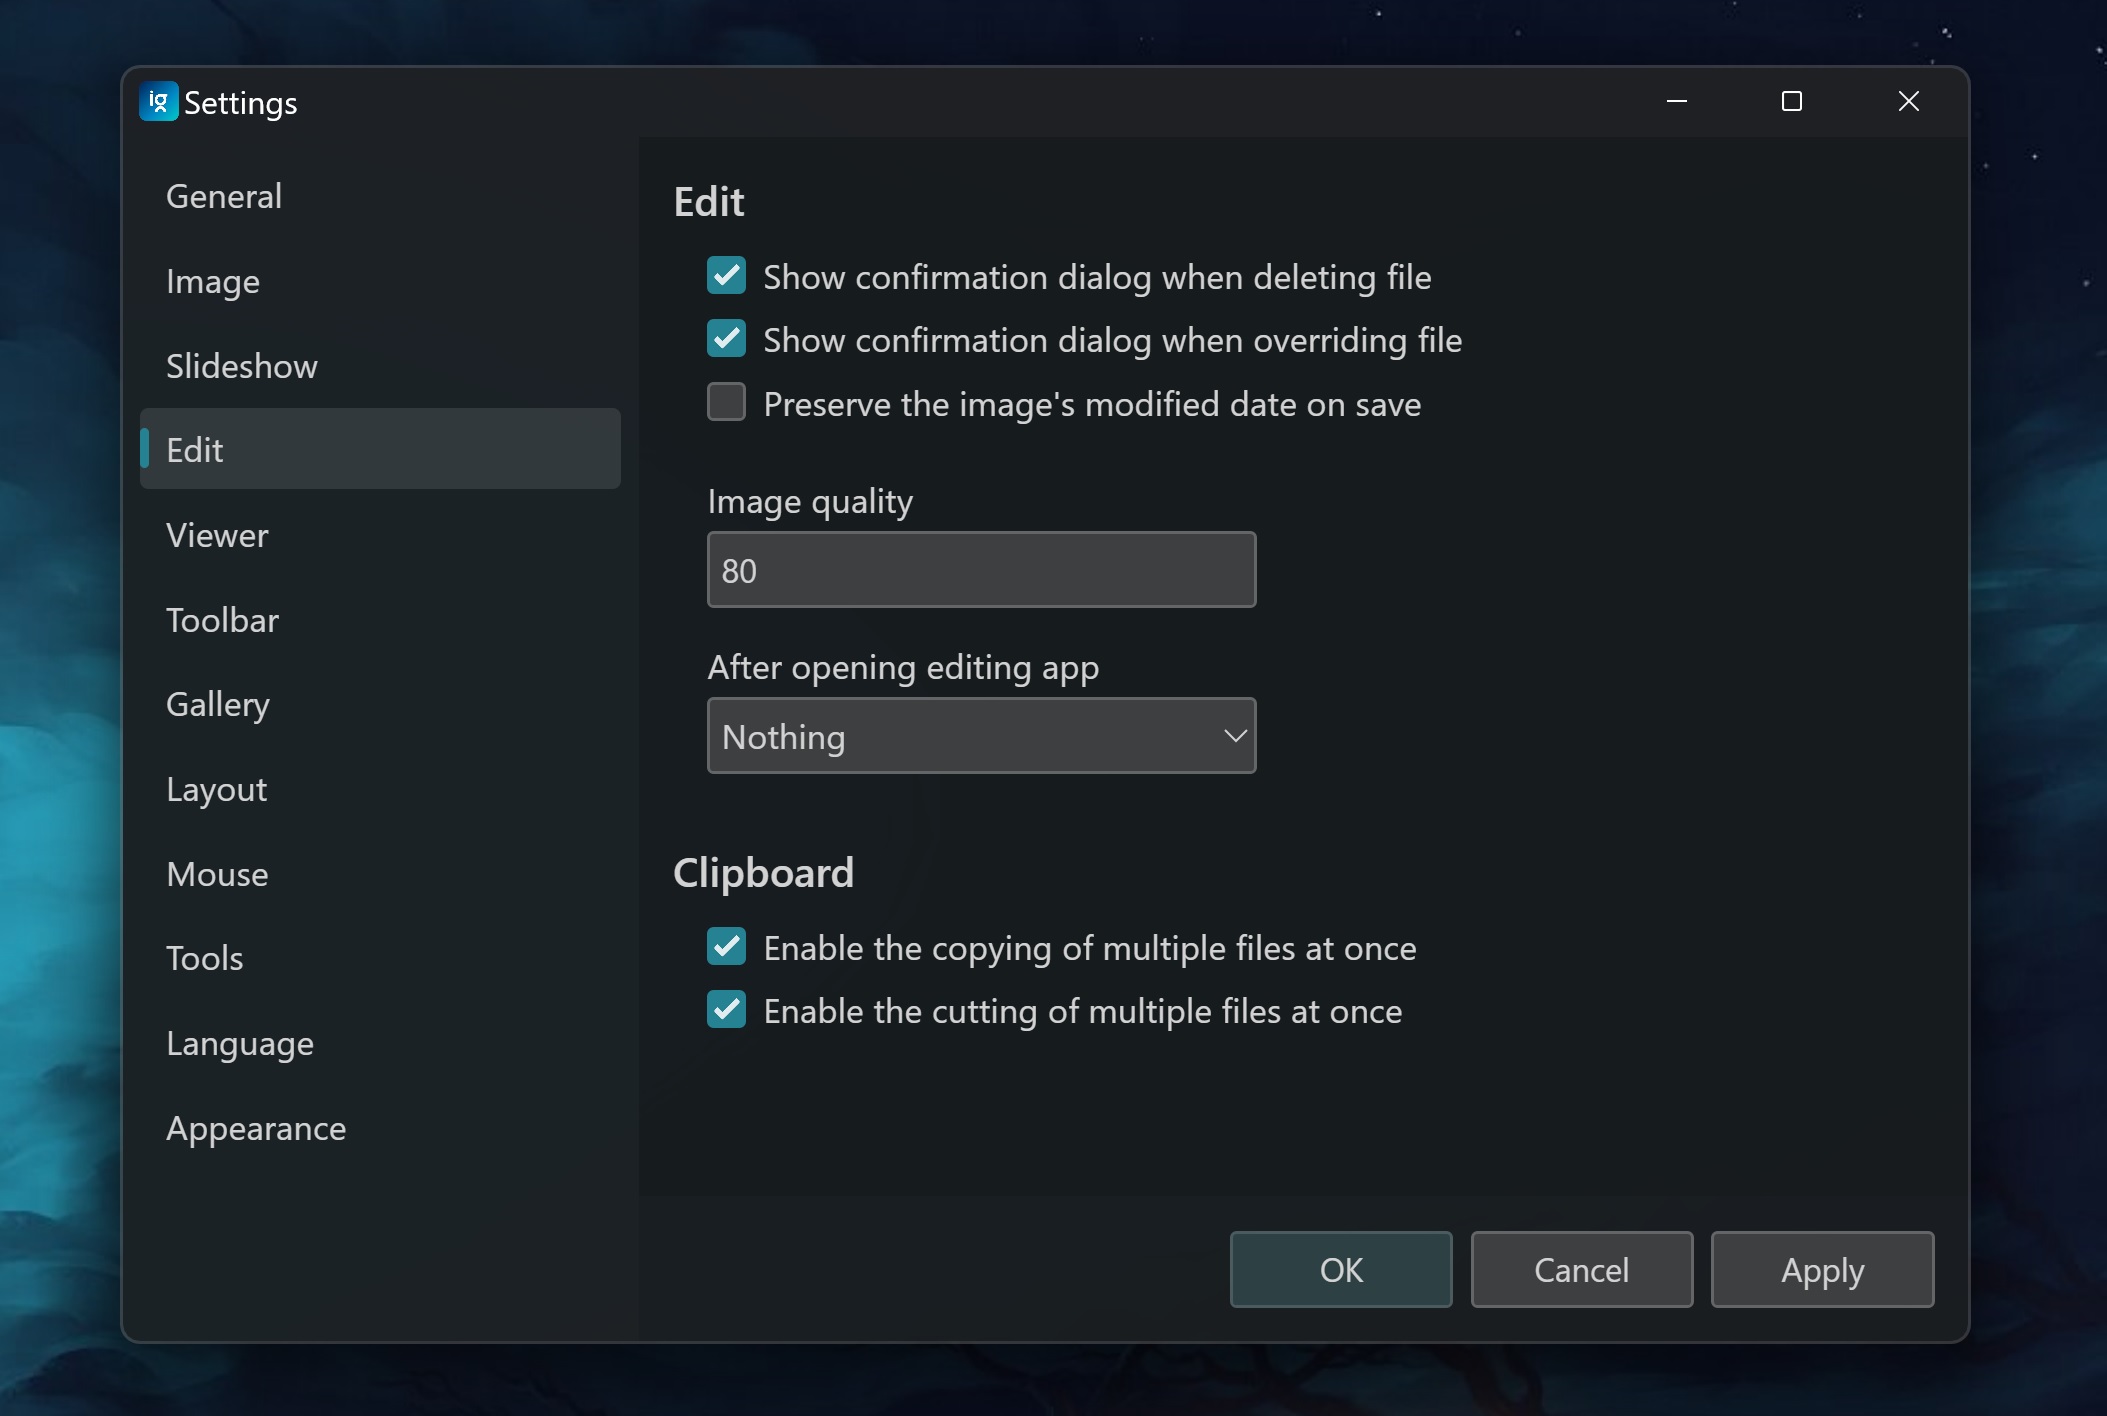 ig Settings
General
Image
Slideshow
Edit
Viewer
Toolbar
Gallery
Layout
Mouse
Tools
Language
Appearance
Edit
Show confirmation dialog when deleting file
Show confirmation dialog when overriding file
Preserve the image's modified date on save
Image quality
80
After opening editing app
Nothing
Clipboard
Enable the copying of multiple files at once
Enable the cutting of multiple files at once
OK
Cancel
Apply